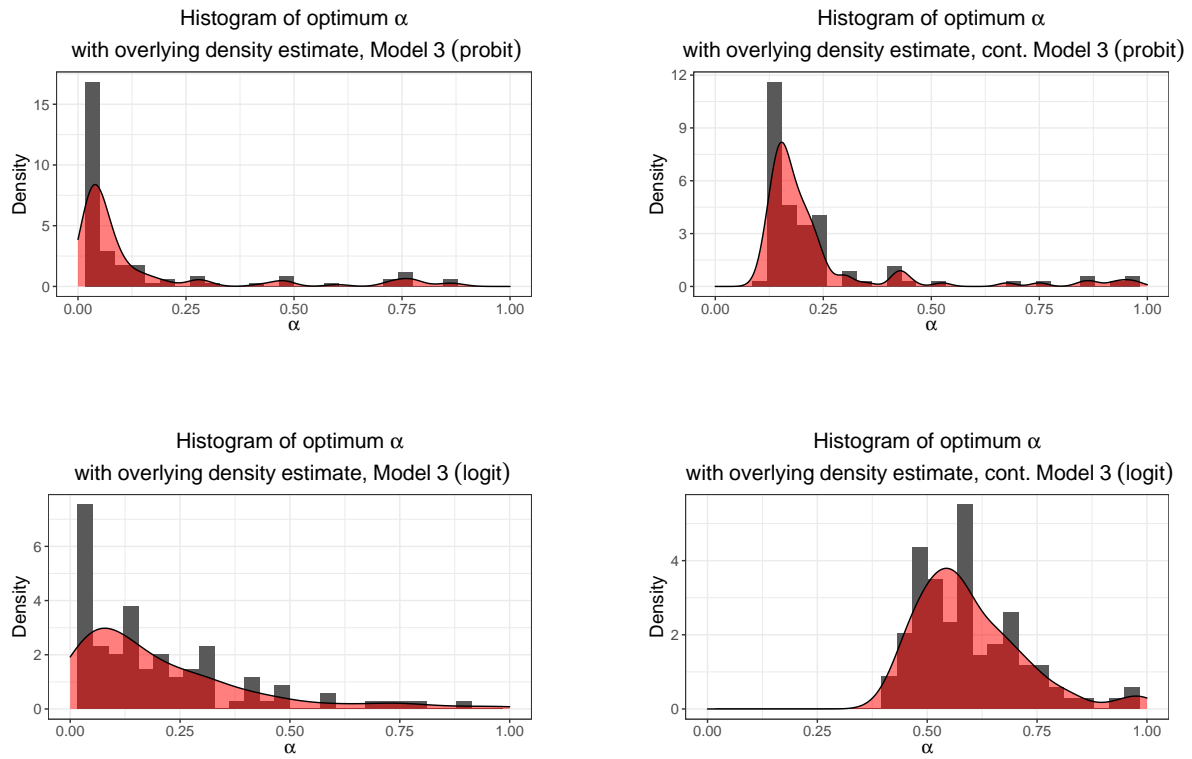 Histogram of optimum α
with overlying density estimate, Model 3 (probit)
15
10
5
0
Density
0.00 0.25 0.50 0.75 1.00
α
Histogram of optimum α
with overlying density estimate, cont. Model 3 (probit)
12
9
6
3
0
Density
0.00 0.25 0.50 0.75 1.00
α
Histogram of optimum α
with overlying density estimate, Model 3 (logit)
6
4
2
0
Density
0.00 0.25 0.50 0.75 1.00
α
Histogram of optimum α
with overlying density estimate, cont. Model 3 (logit)
4
2
0
Density
0.00 0.25 0.50 0.75 1.00
α